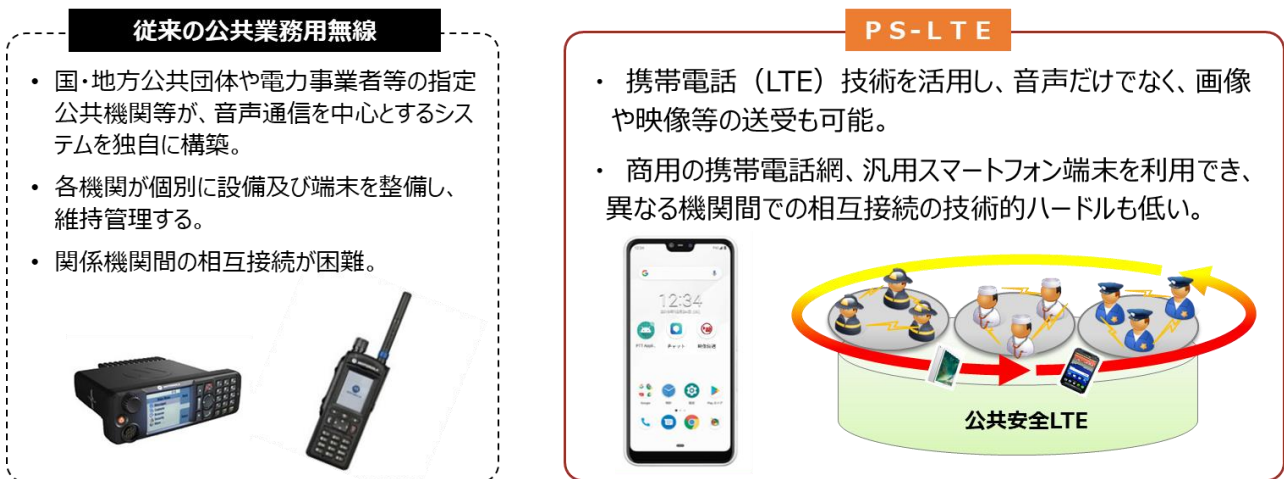 従来の公共業務用無線
• 国・地方公共団体や電力事業者等の指定
公共機関等が、音声通信を中心とするシス
テムを独自に構築。
• 各機関が個別に設備及び端末を整備し、
維持管理する。
• 関係機関間の相互接続が困難。
PS-LTE
・ 携帯電話（LTE）技術を活用し、音声だけでなく、画像
や映像等の送受も可能。
・ 商用の携帯電話網、汎用スマートフォン端末を利用でき、
異なる機関間での相互接続の技術的ハードルも低い。
12:34
チャット
公共安全LTE